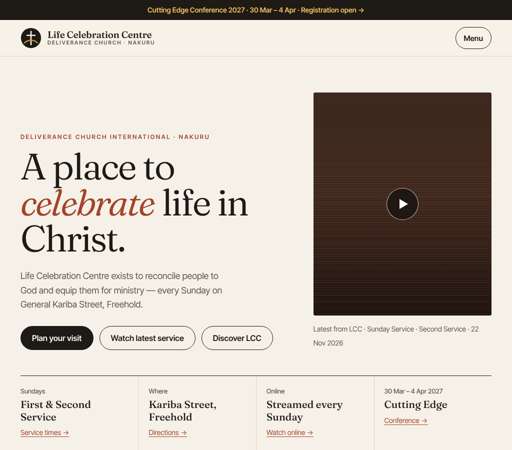 Cutting Edge Conference 2027 · 30 Mar – 4 Apr · Registration open →
Life Celebration Centre
DELIVERANCE CHURCH · NAKURU
Menu
DELIVERANCE CHURCH INTERNATIONAL · NAKURU
A place to
celebrate life in
Christ.
Life Celebration Centre exists to reconcile people to
God and equip them for ministry — every Sunday on
General Kariba Street, Freehold.
Plan your visit
Watch latest service
Discover LCC
Latest from LCC · Sunday Service · Second Service · 22
Nov 2026
Sundays
First & Second
Service
Service times →
Where
Kariba Street,
Freehold
Directions →
Online
Streamed every
Sunday
Watch online →
30 Mar – 4 Apr 2027
Cutting Edge
Conference →